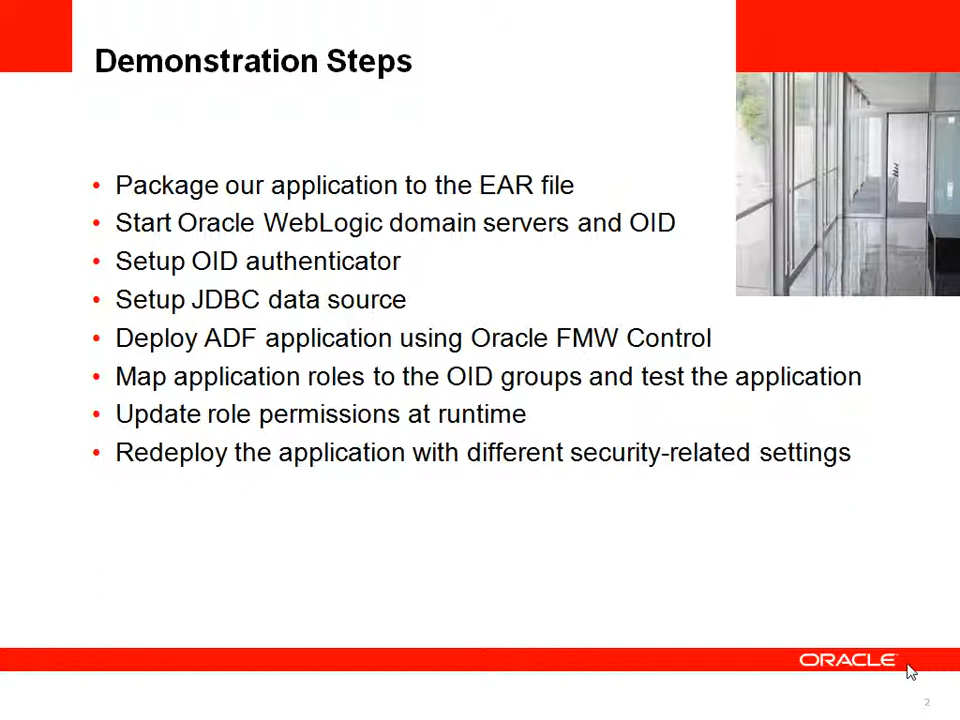 Demonstration Steps
• Package our application to the EAR file
• Start Oracle WebLogic domain servers and OID
• Setup OID authenticator
• Setup JDBC data source
• Deploy ADF application using Oracle FMW Control
• Map application roles to the OID groups and test the application
• Update role permissions at runtime
• Redeploy the application with different security-related settings
ORACLE
2